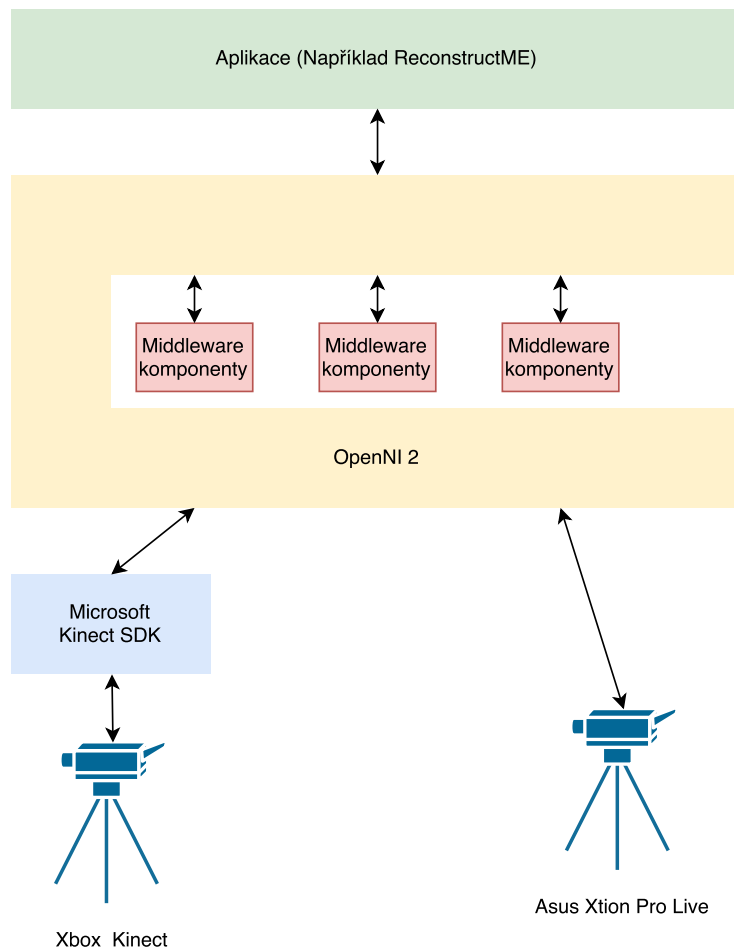 Aplikace (Například ReconstructME)
Middleware
komponenty
Middleware
komponenty
Middleware
komponenty
OpenNI 2
Microsoft
Kinect SDK
Asus Xtion Pro Live
Xbox  Kinect